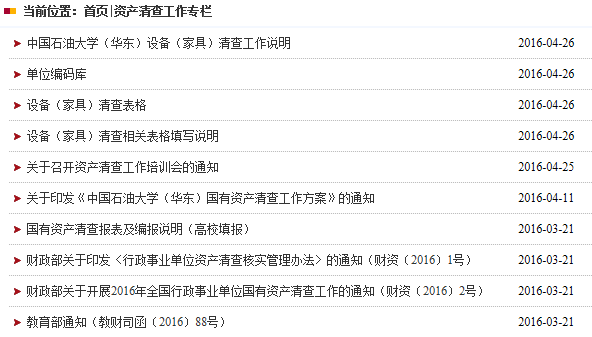 当前位置：首页|资产清查工作专栏
中国石油大学（华东）设备（家具）清查工作说明 2016-04-26
单位编码库 2016-04-26
设备（家具）清查表格 2016-04-26
设备（家具）清查相关表格填写说明 2016-04-26
关于召开资产清查工作培训会的通知 2016-04-25
关于印发《中国石油大学（华东）国有资产清查工作方案》的通知 2016-04-11
国有资产清查报表及编报说明（高校填报） 2016-03-21
财政部关于印发〈行政事业单位资产清查核实管理办法〉的通知（财资（2016）1号） 2016-03-21
财政部关于开展2016年全国行政事业单位国有资产清查工作的通知（财资（2016）2号） 2016-03-21
教育部通知（教财司函（2016）88号） 2016-03-21